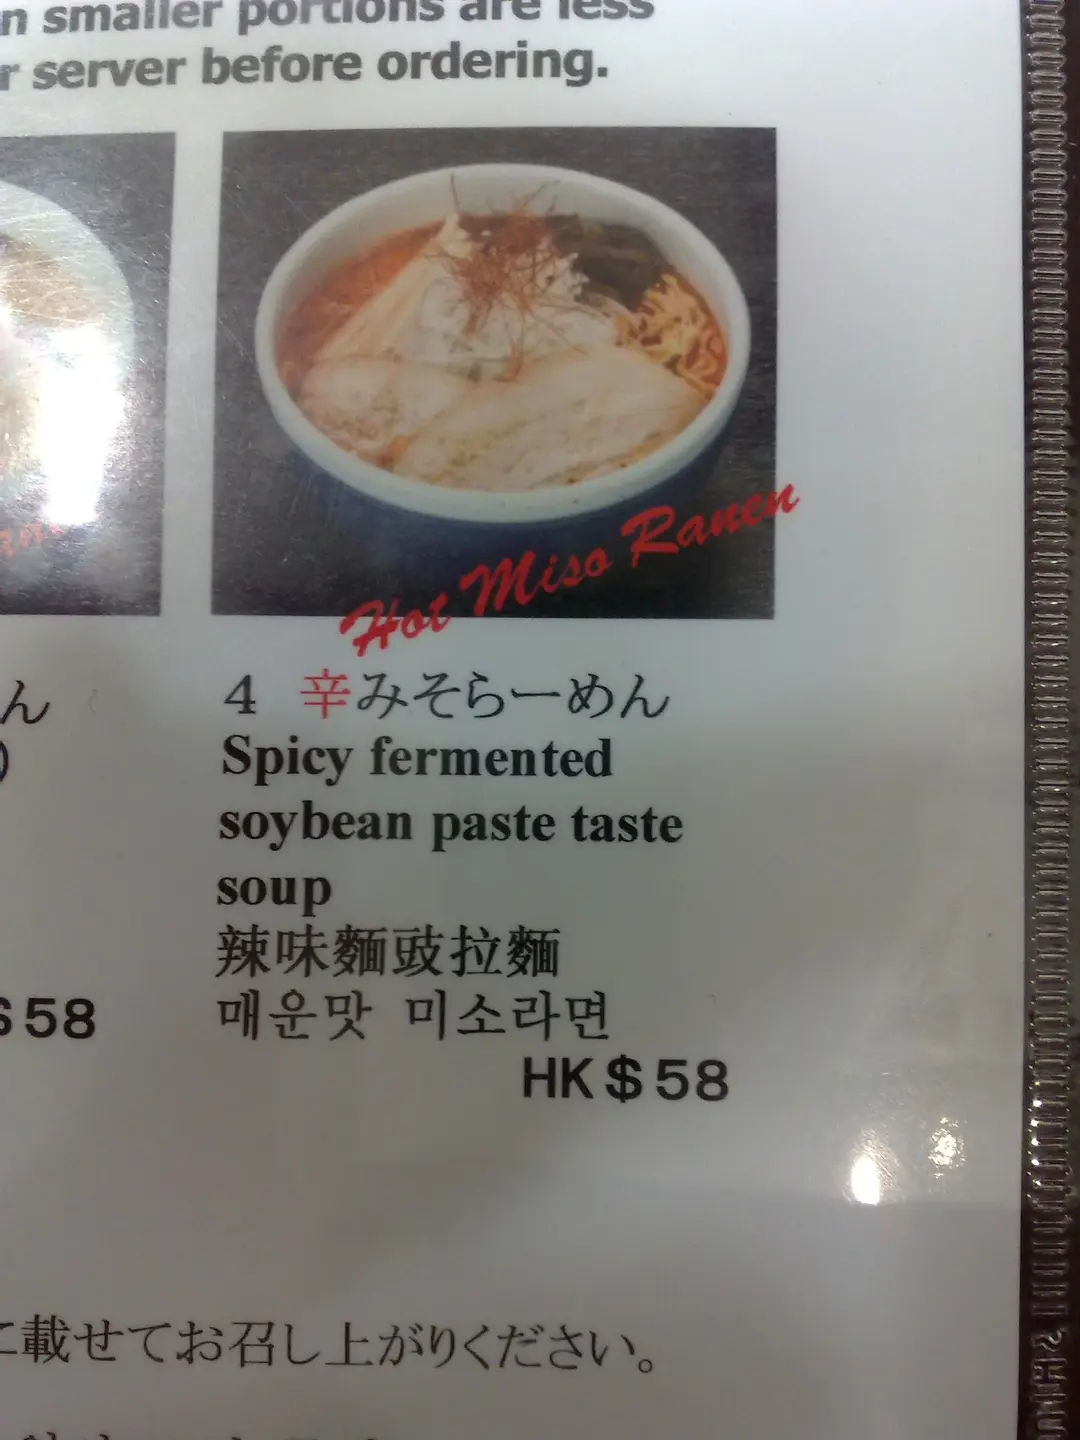 smaller portions are less
server before ordering.
Hot Miso Ranen
ん
4 辛みそらーめん
)
Spicy fermented
soybean paste taste
soup
辣味麵豉拉麵
매운맛 미소라면
$58
HK$58
に載せてお召し上がりください。